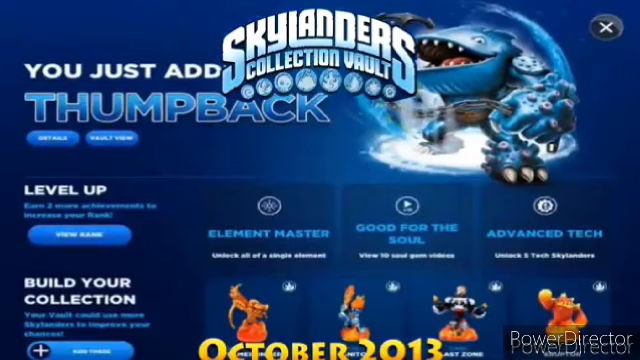 SKYLANDERS
COLLECTION VAULT
YOU JUST ADD
THUMPBACK
DETAILS
VAULT VIEW
LEVEL UP
Earn 2 more achievements to
increase your Rank!
VIEW RANK
ELEMENT MASTER
Unlock all of a single element
GOOD FOR THE
SOUL
View 10 soul gem videos
ADVANCED TECH
Unlock 5 Tech Skylanders
BUILD YOUR
COLLECTION
Your Vault could use more
Skylanders to improve your
chances!
ADD THESE
OCTOBER 2013
PowerDirector